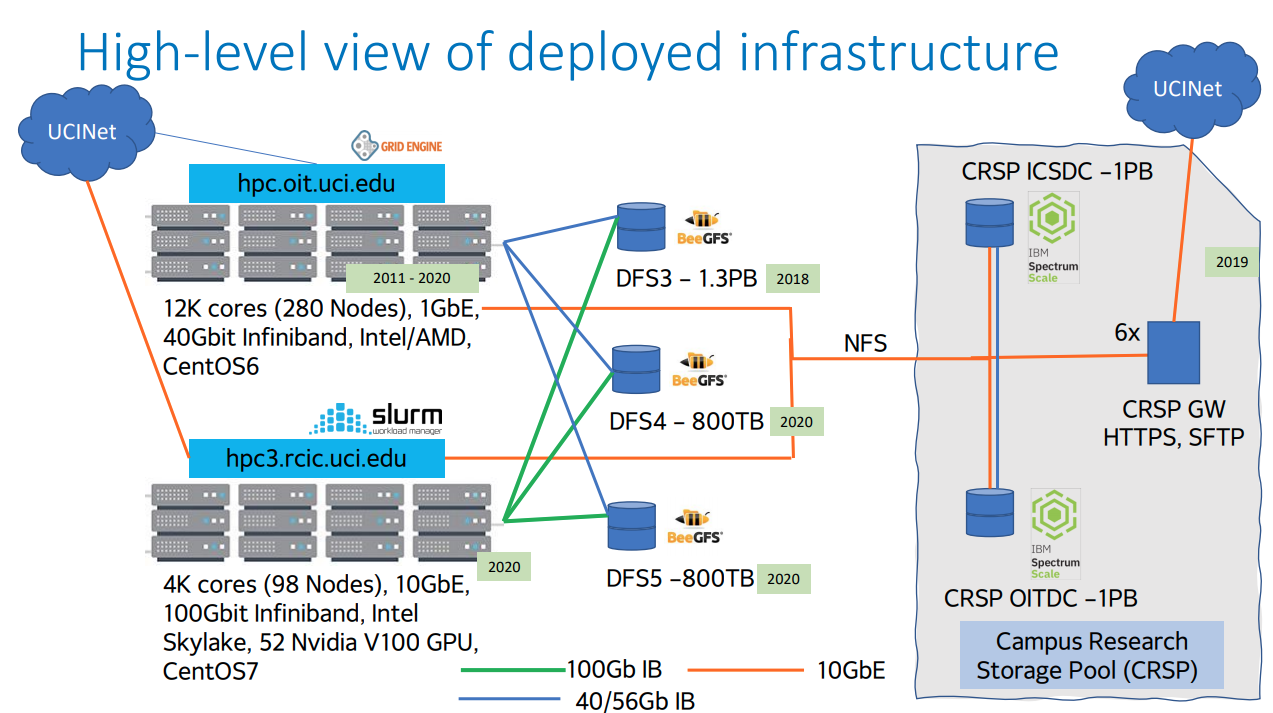 High-level view of deployed infrastructure
UCINet
UCINet
GRID ENGINE
hpc.oit.uci.edu
2011 - 2020
12K cores (280 Nodes), 1GbE,
40Gbit Infiniband, Intel/AMD,
CentOS6
slurm
workload manager
hpc3.rcic.uci.edu
2020
4K cores (98 Nodes), 10GbE,
100Gbit Infiniband, Intel
Skylake, 52 Nvidia V100 GPU,
CentOS7
BeeGFS®
DFS3 – 1.3PB
2018
BeeGFS®
DFS4 – 800TB
2020
BeeGFS®
DFS5 –800TB
2020
100Gb IB
10GbE
40/56Gb IB
NFS
CRSP ICSDC –1PB
IBM
Spectrum
Scale
2019
6x
CRSP GW
HTTPS, SFTP
IBM
Spectrum
Scale
CRSP OITDC –1PB
Campus Research
Storage Pool (CRSP)